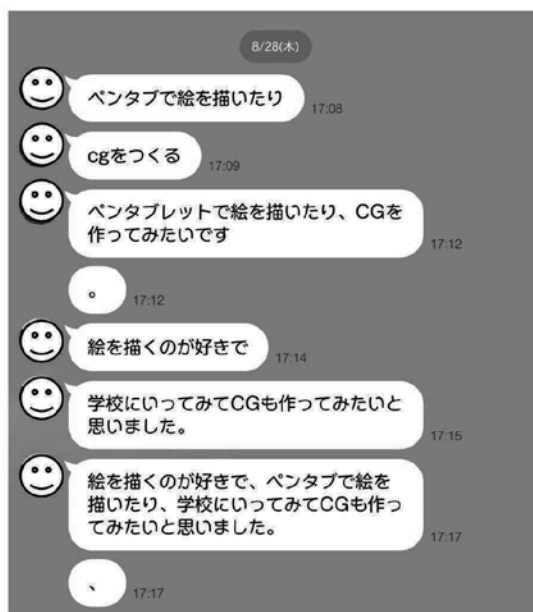 8/28(木)
ペンタブで絵を描いたり
17:08
cgをつくる
17:09
ペンタブレットで絵を描いたり、CGを
作ってみたいです
17:12
。
17:12
絵を描くのが好きで
17:14
学校にいってみてCGも作ってみたいと
思いました。
17:15
絵を描くのが好きで、ペンタブで絵を
描いたり、学校にいってみてCGも作っ
てみたいと思いました。
17:17
、
17:17